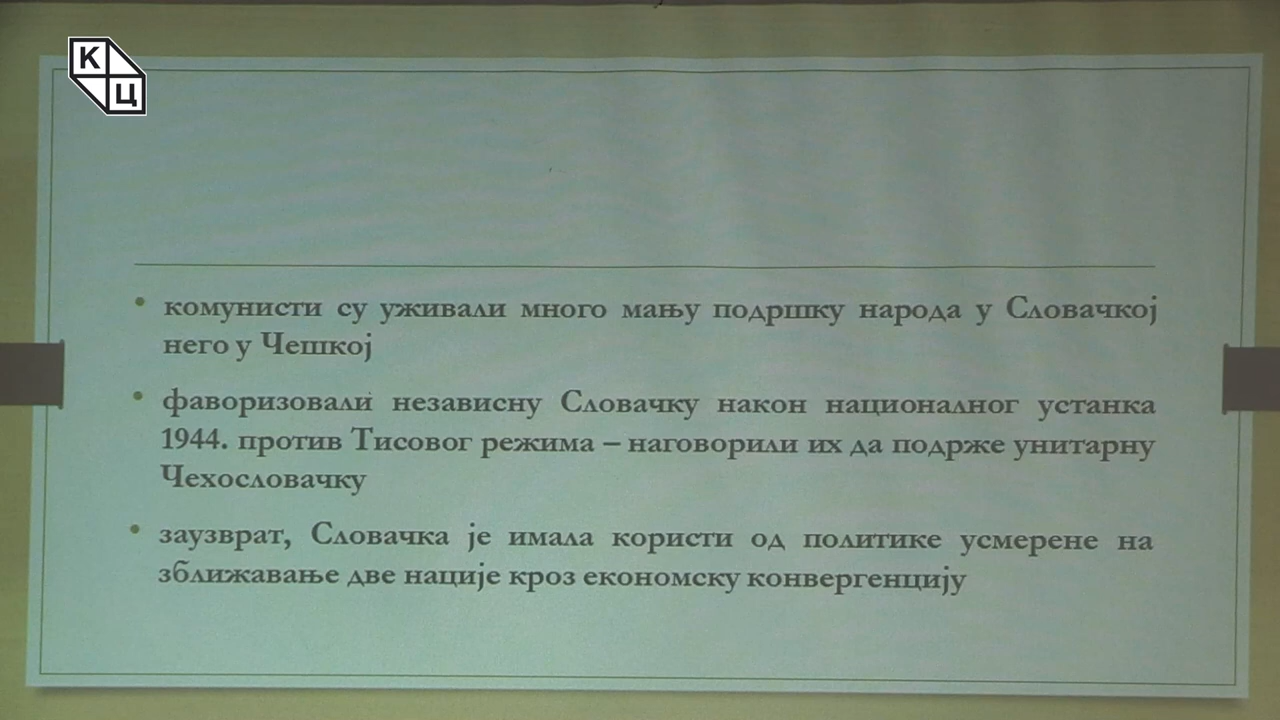 К
Ц
комунисти су уживали много мању подршку народа у Словачкој
него у Чешкој
фаворизовали независну Словачку након националног устанка
1944. против Тисовог режима – наговорили их да подрже унитарну
Чехословачку
заузврат, Словачка је имала користи од политике усмерене на
зближавање две нације кроз економску конвергенцију